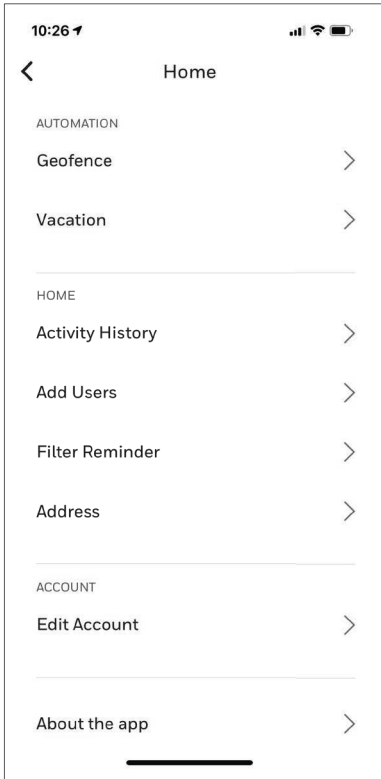 10:26
Home
AUTOMATION
Geofence
Vacation
HOME
Activity History
Add Users
Filter Reminder
Address
ACCOUNT
Edit Account
About the app